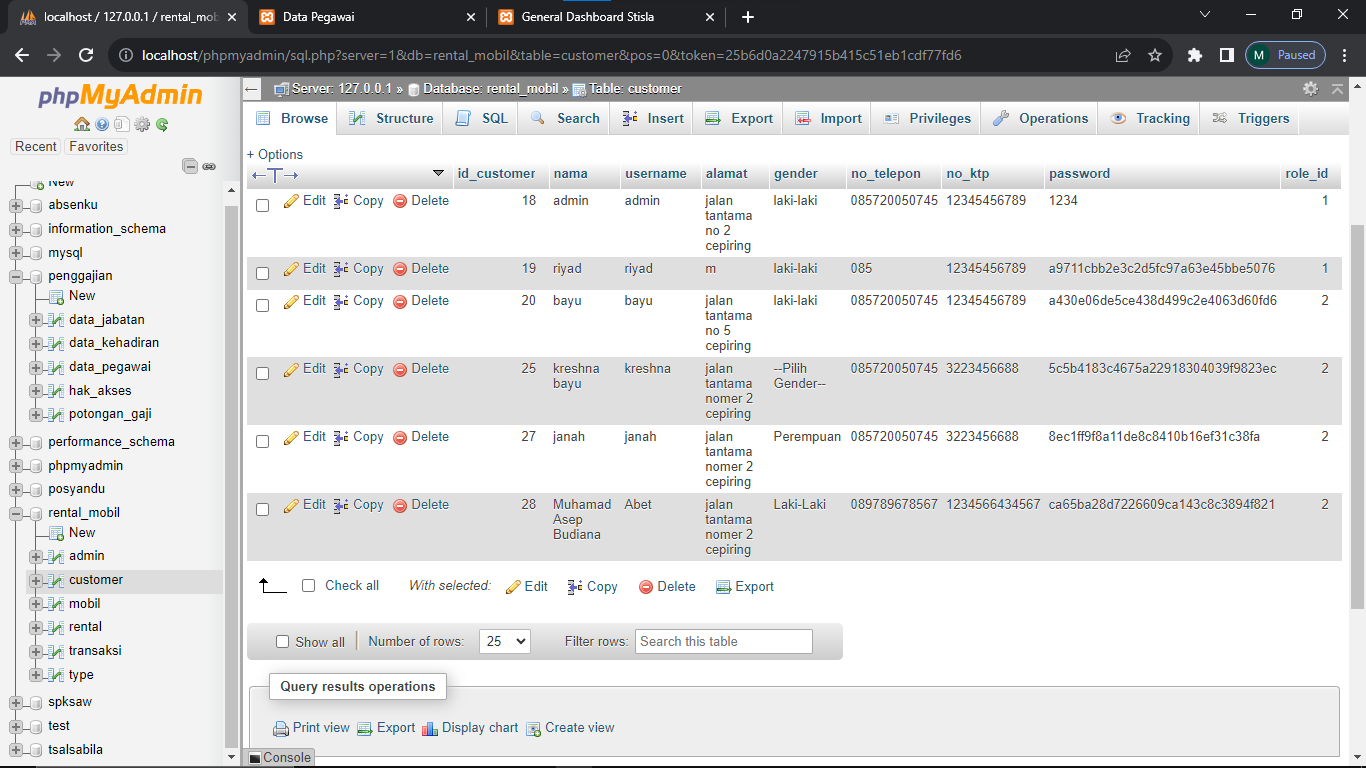 localhost / 127.0.0.1 / rental_mob
Data Pegawai
General Dashboard Stisla
localhost/phpmyadmin/sql.php?server=1&db=rental_mobil&table=customer&pos=0&token=25b6d0a2247915b415c51eb1cdf77fd6
M Paused
phpMyAdmin
Recent Favorites
New
absenku
information_schema
mysql
penggajian
New
data_jabatan
data_kehadiran
data_pegawai
hak_akses
potongan_gaji
performance_schema
phpmyadmin
posyandu
rental_mobil
New
admin
customer
mobil
rental
transaksi
type
spksaw
test
tsalsabila
Server: 127.0.0.1 » Database: rental_mobil » Table: customer
Browse Structure SQL Search Insert Export Import Privileges Operations Tracking Triggers
+ Options
id_customer nama username alamat gender no_telepon no_ktp password role_id
Edit Copy Delete 18 admin admin jalan laki-laki 085720050745 12345456789 1234 1
tantama
no 2
cepiring
Edit Copy Delete 19 riyad riyad m laki-laki 085 12345456789 a9711cbb2e3c2d5fc97a63e45bbe5076 1
Edit Copy Delete 20 bayu bayu jalan laki-laki 085720050745 12345456789 a430e06de5ce438d499c2e4063d60fd6 2
tantama
no 5
cepiring
Edit Copy Delete 25 kreshna kreshna jalan --Pilih 085720050745 3223456688 5c5b4183c4675a22918304039f9823ec 2
bayu tantama Gender--
nomer 2
cepiring
Edit Copy Delete 27 janah janah jalan Perempuan 085720050745 3223456688 8ec1ff9f8a11de8c8410b16ef31c38fa 2
tantama
nomer 2
cepiring
Edit Copy Delete 28 Muhamad Abet jalan Laki-Laki 089789678567 1234566434567 ca65ba28d7226609ca143c8c3894f821 2
Asep tantama
Budiana nomer 2
cepiring
Check all With selected: Edit Copy Delete Export
Show all Number of rows: 25 Filter rows: Search this table
Query results operations
Print view Export Display chart Create view
Console